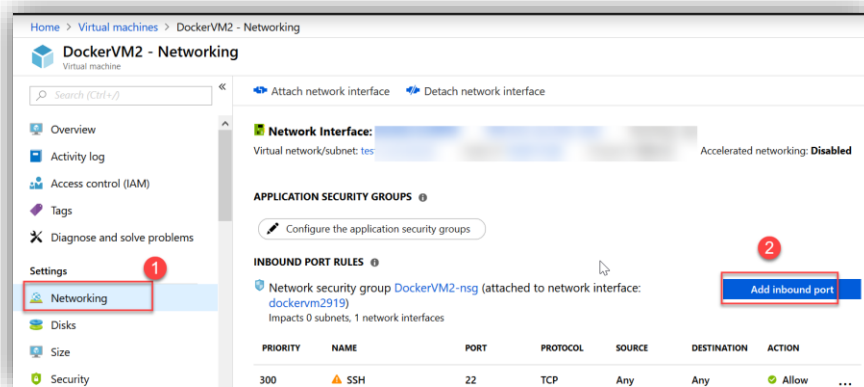 Home > Virtual machines > DockerVM2 - Networking
DockerVM2 - Networking
Virtual machine
Search (Ctrl+/)
«
Attach network interface Detach network interface
Overview
Activity log
Access control (IAM)
Tags
Diagnose and solve problems
Settings
1
Networking
Disks
Size
Security
Network Interface:
Virtual network/subnet: tes
Accelerated networking: Disabled
APPLICATION SECURITY GROUPS
Configure the application security groups
INBOUND PORT RULES
2
Network security group DockerVM2-nsg (attached to network interface:
dockervm2919)
Impacts 0 subnets, 1 network interfaces
Add inbound port
PRIORITY NAME PORT PROTOCOL SOURCE DESTINATION ACTION
300 SSH 22 TCP Any Any Allow ...